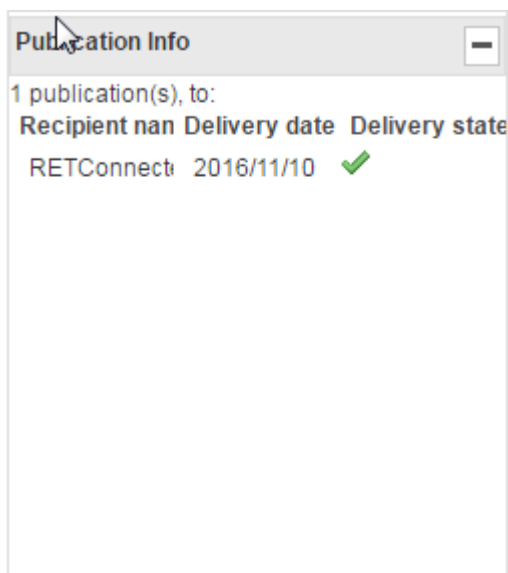 Publication Info
1 publication(s), to:
Recipient nan Delivery date Delivery state
RETConnect 2016/11/10